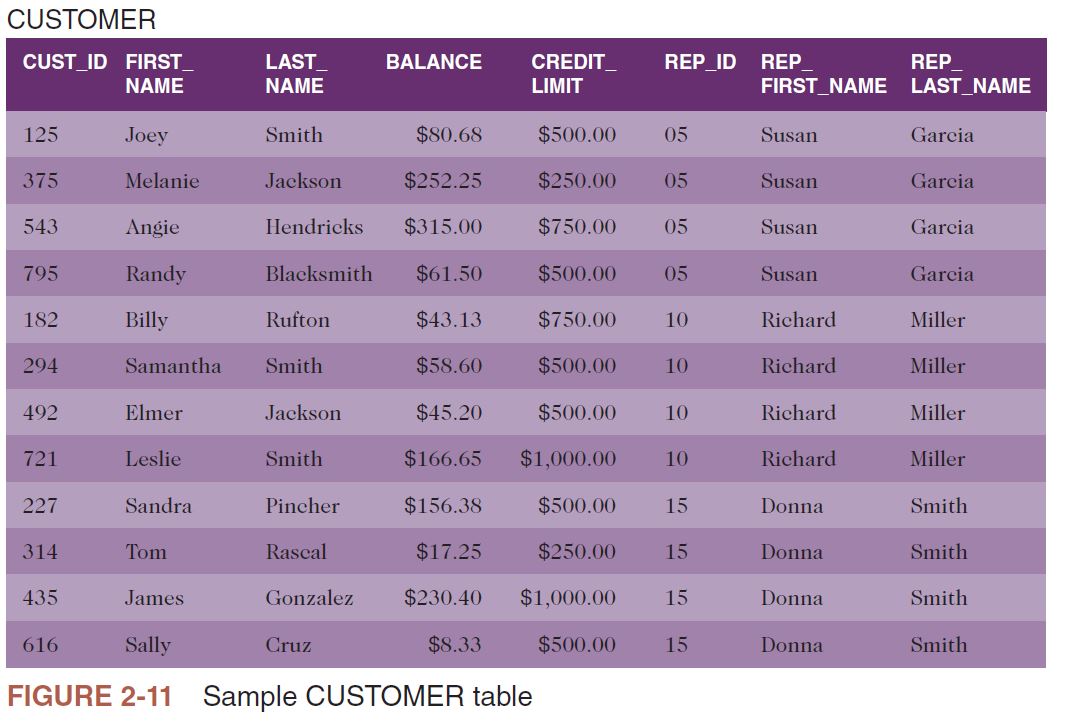 CUSTOMER
CUST_ID FIRST_ LAST_ BALANCE CREDIT_ REP_ID REP_ REP_
NAME NAME LIMIT FIRST_NAME LAST_NAME
125 Joey Smith $80.68 $500.00 05 Susan Garcia
375 Melanie Jackson $252.25 $250.00 05 Susan Garcia
543 Angie Hendricks $315.00 $750.00 05 Susan Garcia
795 Randy Blacksmith $61.50 $500.00 05 Susan Garcia
182 Billy Rufton $43.13 $750.00 10 Richard Miller
294 Samantha Smith $58.60 $500.00 10 Richard Miller
492 Elmer Jackson $45.20 $500.00 10 Richard Miller
721 Leslie Smith $166.65 $1,000.00 10 Richard Miller
227 Sandra Pincher $156.38 $500.00 15 Donna Smith
314 Tom Rascal $17.25 $250.00 15 Donna Smith
435 James Gonzalez $230.40 $1,000.00 15 Donna Smith
616 Sally Cruz $8.33 $500.00 15 Donna Smith
FIGURE 2-11 Sample CUSTOMER table